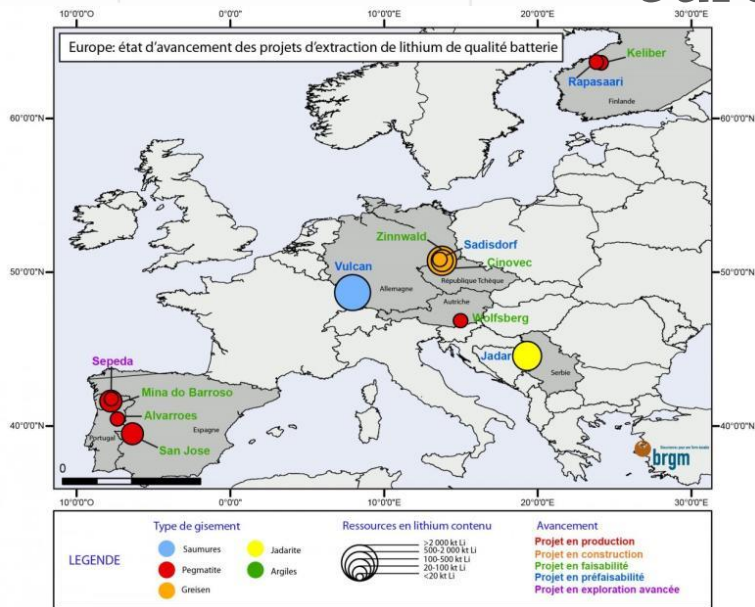 Europe: état d'avancement des projets d'extraction de lithium de qualité batterie
10°0'0"O
0°0'0"
10°0'0"E
20°0'0"E
30°0'0"E
Keliber
Rapasaari
Finlande
60°0'0"N
60°0'0"N
Zinnwald
Sadisdorf
Vulcan
Cinovec
50°0'0"N
50°0'0"N
République Tchèque
Allemagne
Autriche
Wolfsberg
Sepeda
Jadar
Serbie
Mina do Barroso
Alvarroes
Espagne
Portugal
San Jose
40°0'0"N
40°0'0"N
brgm
0
10°0'0"O
0°0'0"
10°0'0"E
20°0'0"E
30°0'0"E
LEGENDE
Type de gisement
Saumures
Pegmatite
Greisen
Jadarite
Argiles
Ressources en lithium contenu
>2 000 kt Li
500-2 000 kt Li
100-500 kt Li
20-100 kt Li
<20 kt Li
Avancement
Projet en production
Projet en construction
Projet en faisabilité
Projet en préfaisabilité
Projet en exploration avancée